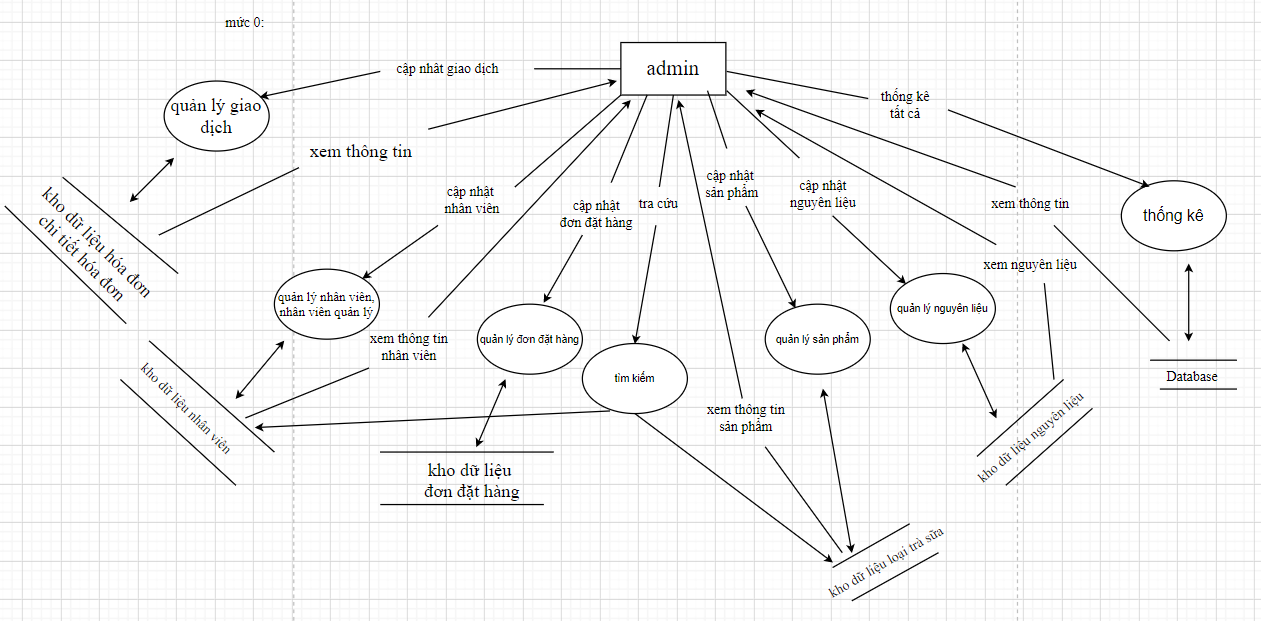 mức 0:
admin
cập nhât giao dịch
quản lý giao
dịch
xem thông tin
thống kê
tất cả
cập nhật
nhân viên
cập nhật
đơn đặt hàng
tra cứu
cập nhật
sản phẩm
cập nhật
nguyên liệu
xem thông tin
thống kê
kho dữ liệu hóa đơn
chi tiết hóa đơn
xem nguyên liệu
quản lý nhân viên,
nhân viên quản lý
quản lý đơn đặt hàng
quản lý sản phẩm
quản lý nguyên liệu
xem thông tin
nhân viên
tìm kiếm
Database
kho dữ liệu nhân viên
xem thông tin
sản phẩm
kho dữ liệu nguyên liệu
kho dữ liệu
đơn đặt hàng
kho dữ liệu loại trà sữa